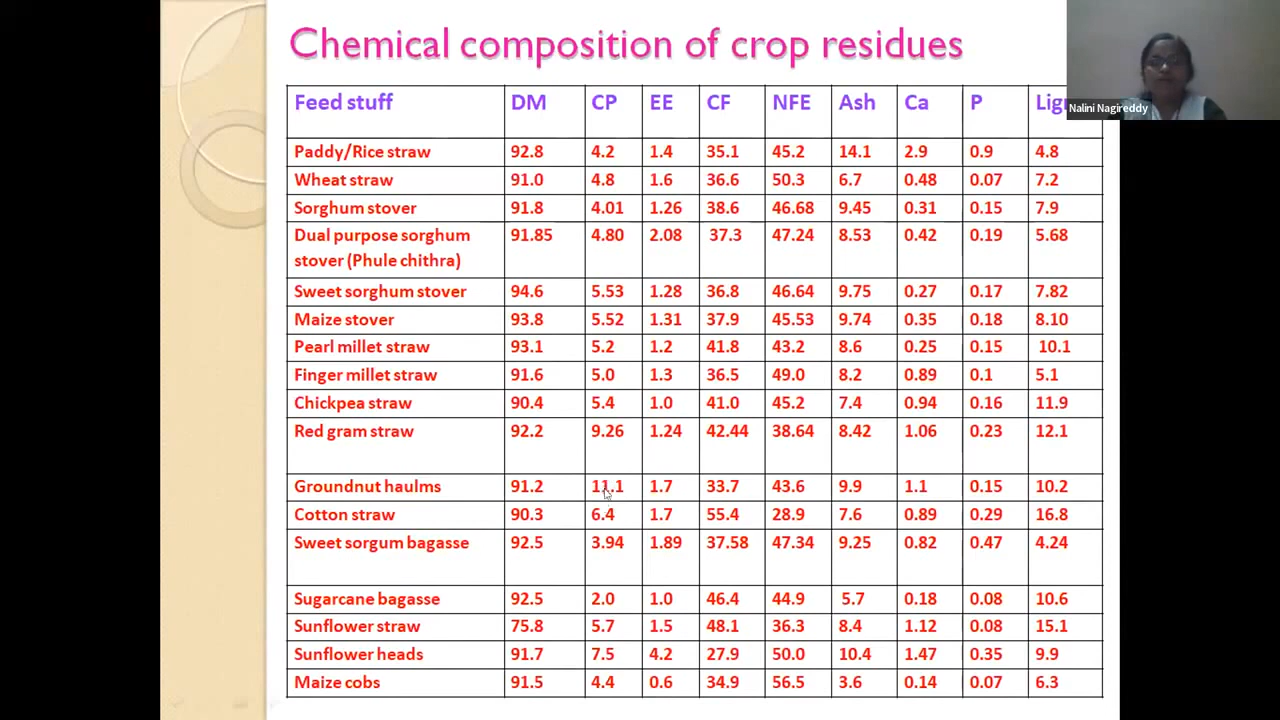 Chemical composition of crop residues
Feed stuff DM CP EE CF NFE Ash Ca P
Nalini Nagireddy
Paddy/Rice straw 92.8 4.2 1.4 35.1 45.2 14.1 2.9 0.9 4.8
Wheat straw 91.0 4.8 1.6 36.6 50.3 6.7 0.48 0.07 7.2
Sorghum stover 91.8 4.01 1.26 38.6 46.68 9.45 0.31 0.15 7.9
Dual purpose sorghum 91.85 4.80 2.08 37.3 47.24 8.53 0.42 0.19 5.68
stover (Phule chithra)
Sweet sorghum stover 94.6 5.53 1.28 36.8 46.64 9.75 0.27 0.17 7.82
Maize stover 93.8 5.52 1.31 37.9 45.53 9.74 0.35 0.18 8.10
Pearl millet straw 93.1 5.2 1.2 41.8 43.2 8.6 0.25 0.15 10.1
Finger millet straw 91.6 5.0 1.3 36.5 49.0 8.2 0.89 0.1 5.1
Chickpea straw 90.4 5.4 1.0 41.0 45.2 7.4 0.94 0.16 11.9
Red gram straw 92.2 9.26 1.24 42.44 38.64 8.42 1.06 0.23 12.1
Groundnut haulms 91.2 11.1 1.7 33.7 43.6 9.9 1.1 0.15 10.2
Cotton straw 90.3 6.4 1.7 55.4 28.9 7.6 0.89 0.29 16.8
Sweet sorgum bagasse 92.5 3.94 1.89 37.58 47.34 9.25 0.82 0.47 4.24
Sugarcane bagasse 92.5 2.0 1.0 46.4 44.9 5.7 0.18 0.08 10.6
Sunflower straw 75.8 5.7 1.5 48.1 36.3 8.4 1.12 0.08 15.1
Sunflower heads 91.7 7.5 4.2 27.9 50.0 10.4 1.47 0.35 9.9
Maize cobs 91.5 4.4 0.6 34.9 56.5 3.6 0.14 0.07 6.3